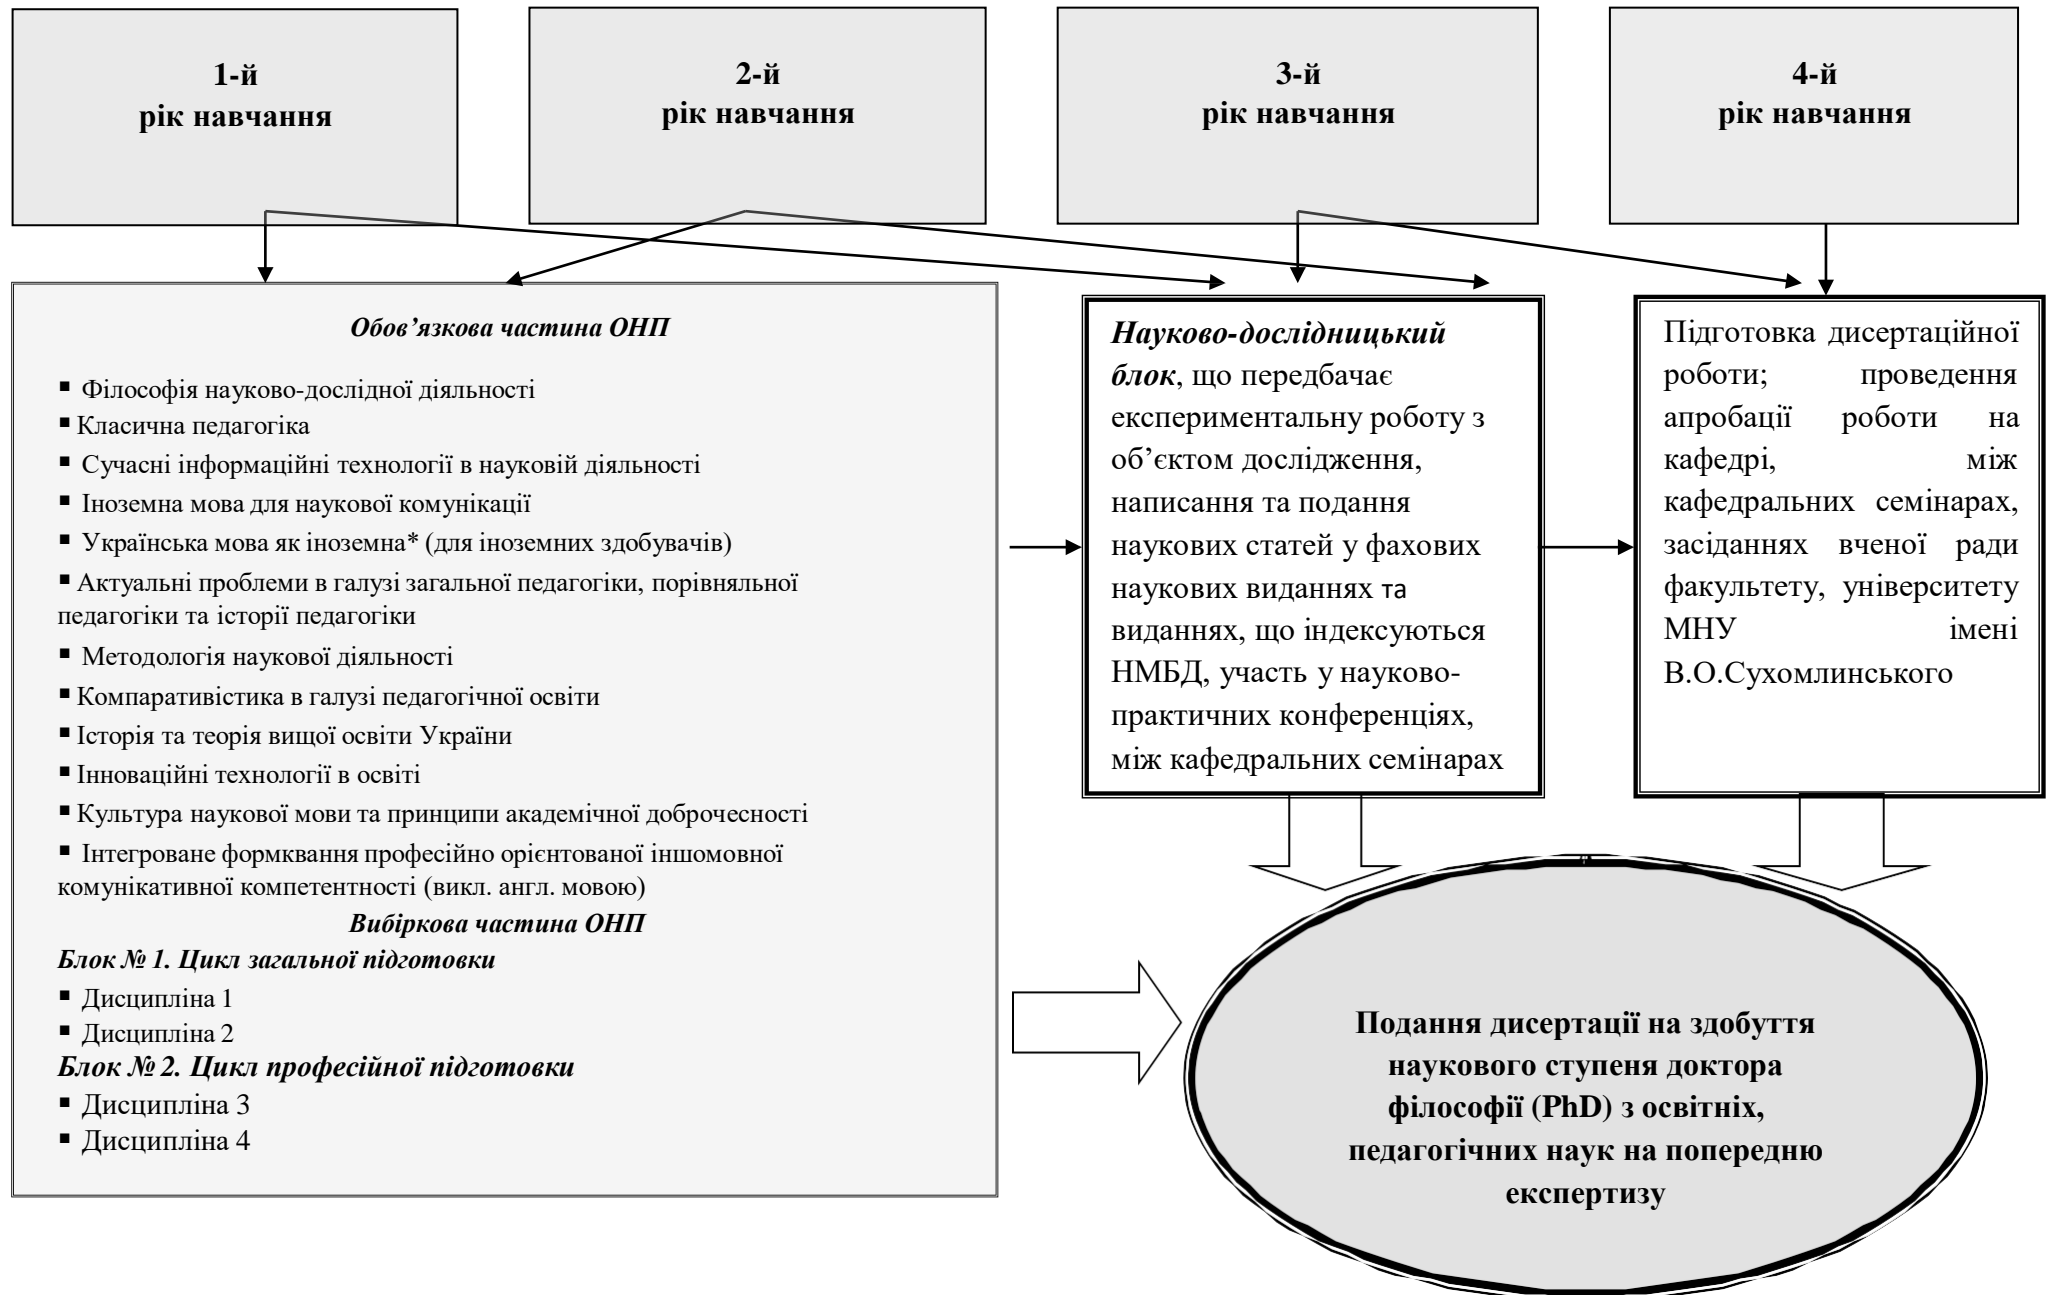 1-й
рік навчання
2-й
рік навчання
3-й
рік навчання
4-й
рік навчання
Обов’язкова частина ОНП
▪ Філософія науково-дослідної діяльності
▪ Класична педагогіка
▪ Сучасні інформаційні технології в науковій діяльності
▪ Іноземна мова для наукової комунікації
▪ Українська мова як іноземна* (для іноземних здобувачів)
▪ Актуальні проблеми в галузі загальної педагогіки, порівняльної
педагогіки та історії педагогіки
▪ Методологія наукової діяльності
▪ Компаративістика в галузі педагогічної освіти
▪ Історія та теорія вищої освіти України
▪ Інноваційні технології в освіті
▪ Культура наукової мови та принципи академічної доброчесності
▪ Інтегроване формквання професійно орієнтованої іншомовної
комунікативної компетентності (викл. англ. мовою)
Вибіркова частина ОНП
Блок № 1. Цикл загальної підготовки
▪ Дисципліна 1
▪ Дисципліна 2
Блок № 2. Цикл професійної підготовки
▪ Дисципліна 3
▪ Дисципліна 4
Науково-дослідницький
блок, що передбачає
експериментальну роботу з
об’єктом дослідження,
написання та подання
наукових статей у фахових
наукових виданнях та
виданнях, що індексуються
НМБД, участь у науково-
практичних конференціях,
між кафедральних семінарах
Підготовка дисертаційної
роботи; проведення
апробації роботи на
кафедрі, між
кафедральних семінарах,
засіданнях вченої ради
факультету, університету
МНУ імені
В.О.Сухомлинського
Подання дисертації на здобуття
наукового ступеня доктора
філософії (PhD) з освітніх,
педагогічних наук на попередню
експертизу